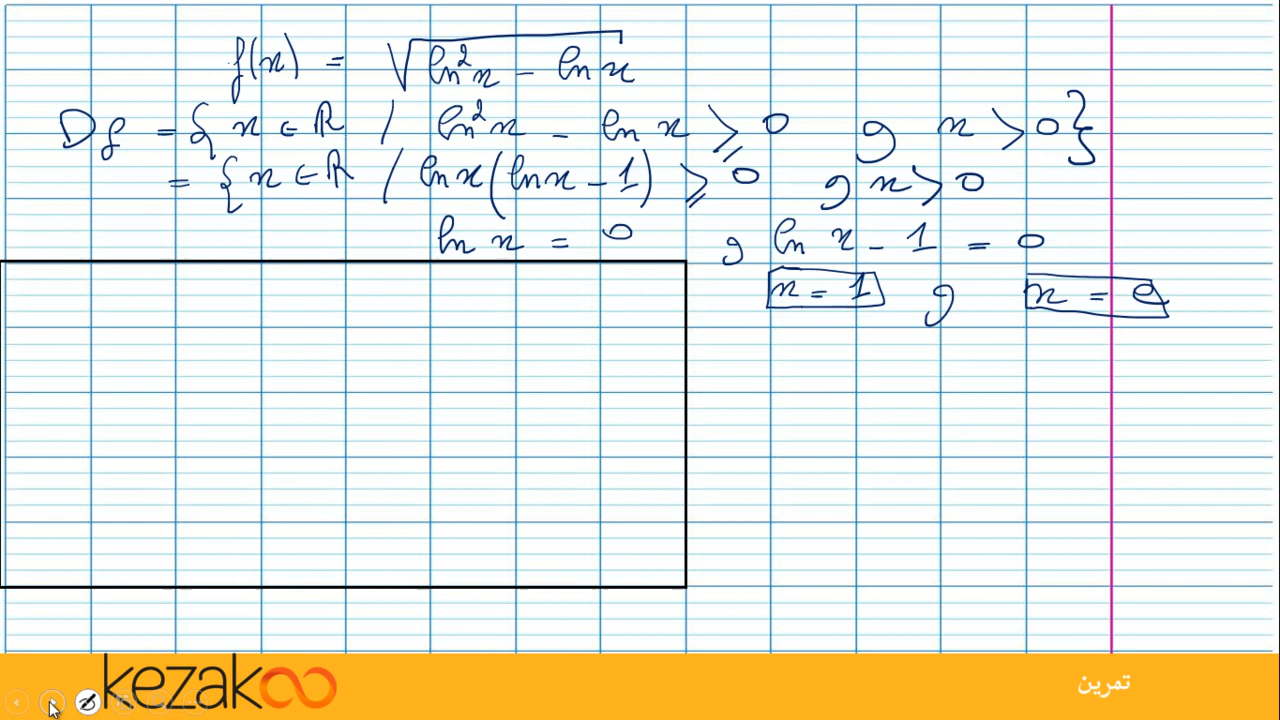 f(x) = √(ln²x - ln x)
Df = { x ∈ ℝ / ln²x - ln x ⩾ 0 و x > 0 }
= { x ∈ ℝ / ln x (ln x - 1) ⩾ 0 و x > 0
ln x = 0 و ln x - 1 = 0
x = 1 و x = e
kezakoo
تمرين